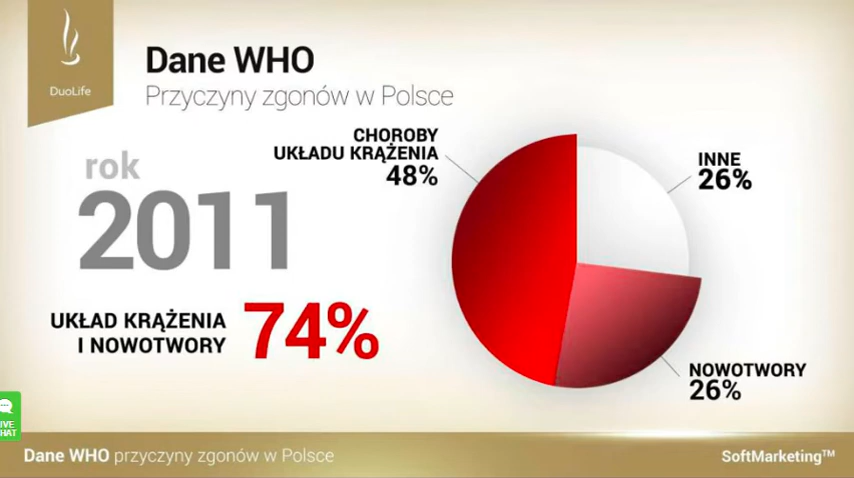 DuoLife
Dane WHO
Przyczyny zgonów w Polsce
rok
2011
UKŁAD KRĄŻENIA
I NOWOTWORY
74%
CHOROBY
UKŁADU KRĄŻENIA
48%
INNE
26%
NOWOTWORY
26%
Dane WHO przyczyny zgonów w Polsce
SoftMarketing™